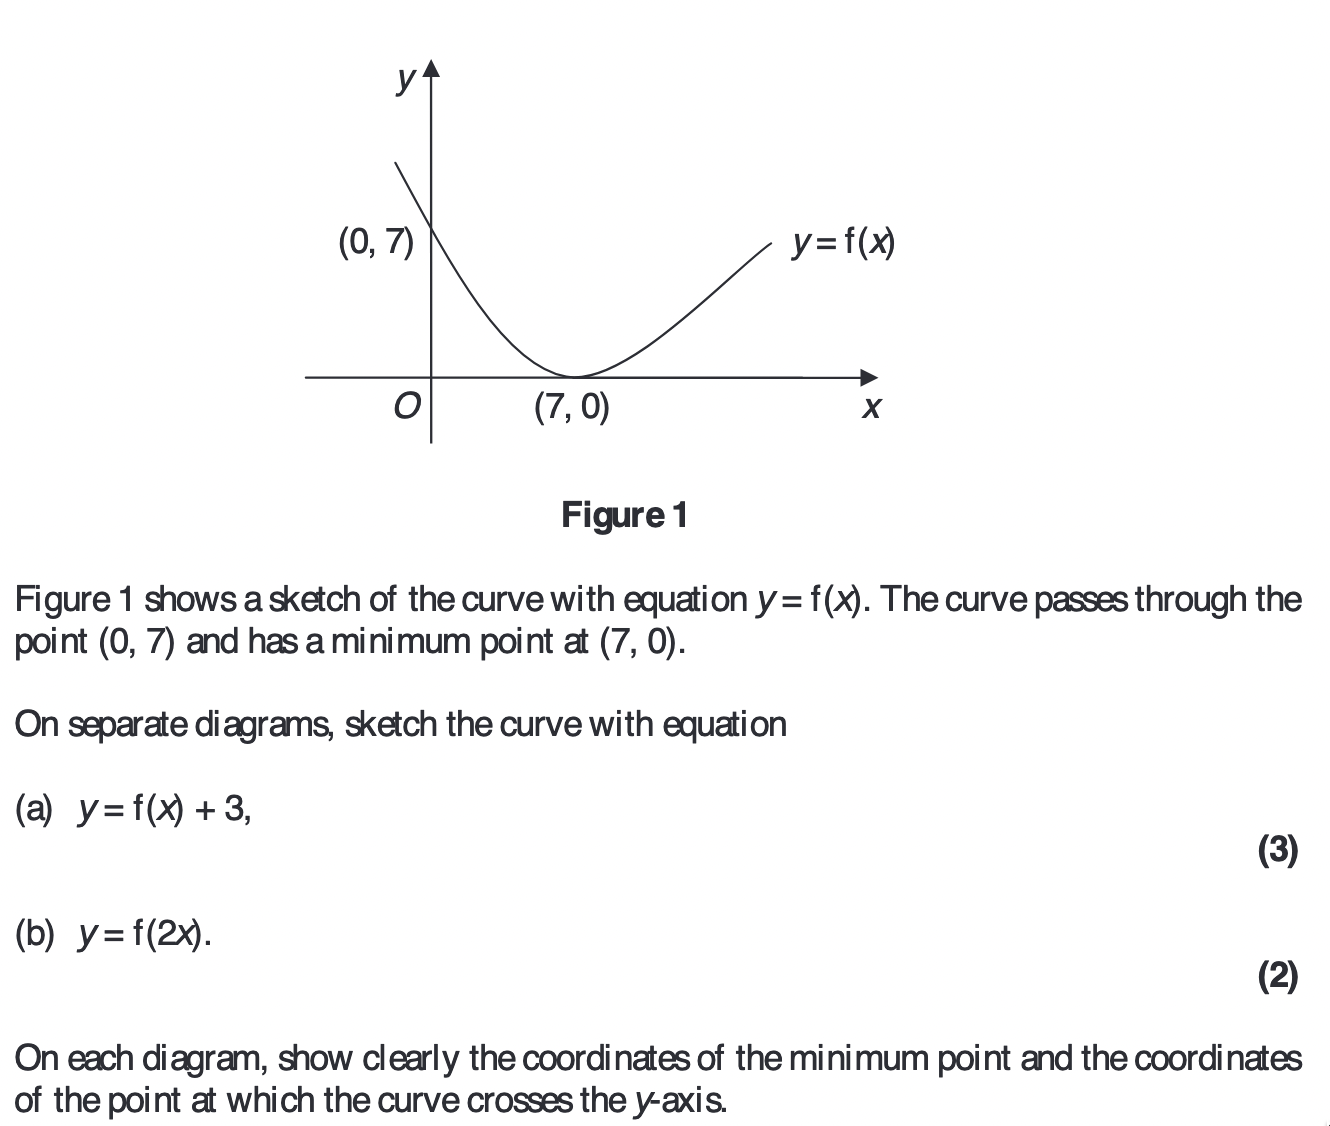 y
(0, 7)
y = f(x)
O
(7, 0)
x
Figure 1
Figure 1 shows a sketch of the curve with equation y = f(x). The curve passes through the
point (0, 7) and has a minimum point at (7, 0).
On separate diagrams, sketch the curve with equation
(a) y = f(x) + 3,
(3)
(b) y = f(2x).
(2)
On each diagram, show clearly the coordinates of the minimum point and the coordinates
of the point at which the curve crosses the y-axis.